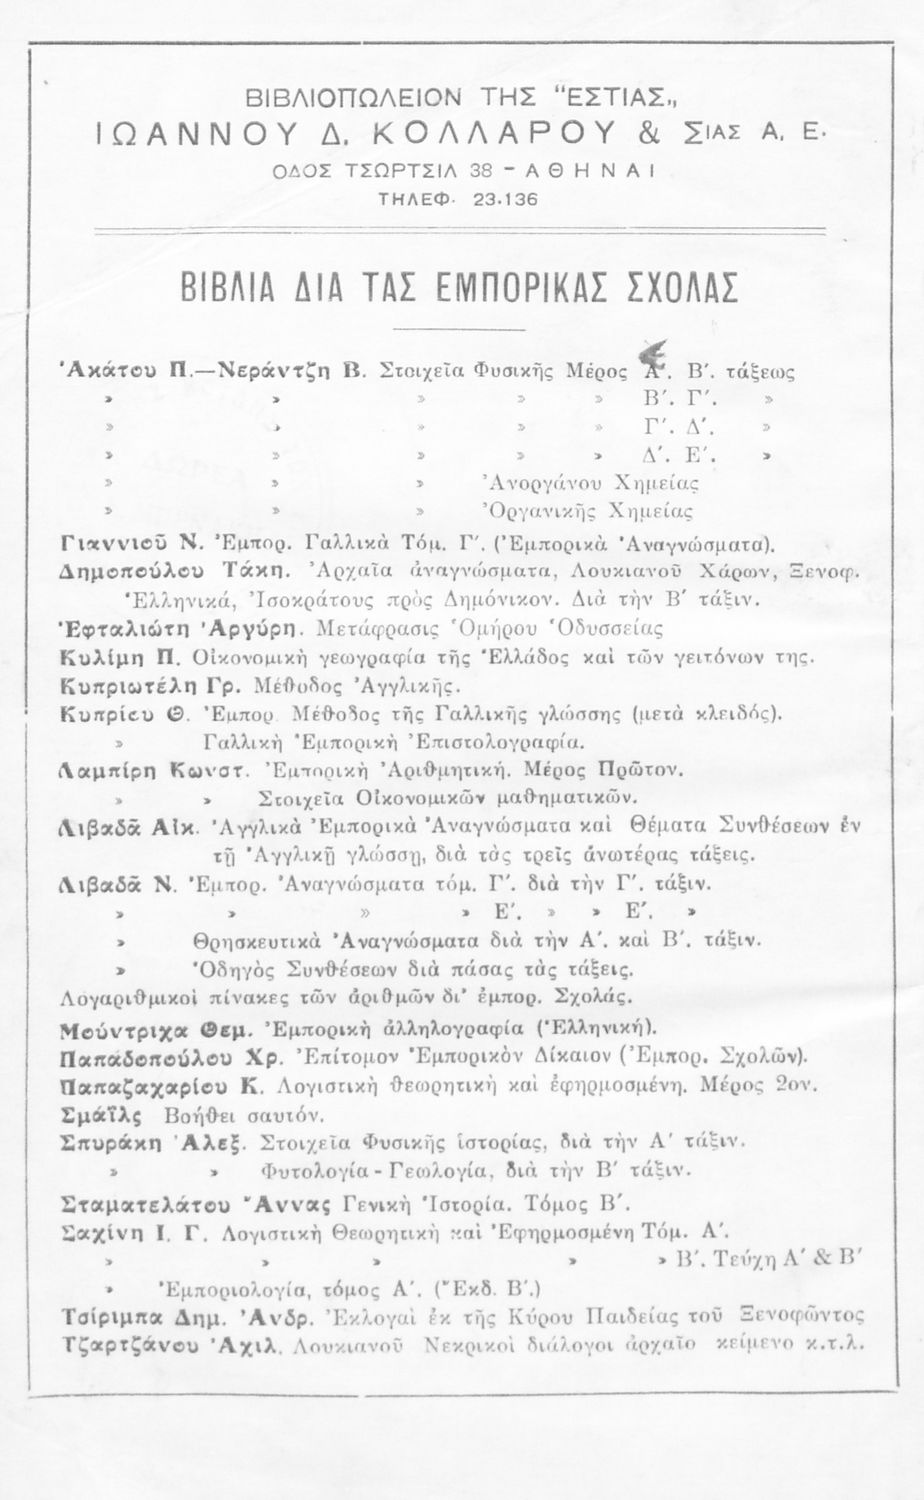 ΒΙΒΛΙΟΠΩΛΕΙΟΝ ΤΗΣ "ΕΣΤΙΑΣ„
ΙΩΑΝΝΟΥ Δ. ΚΟΛΛΑΡΟΥ & ΣΙΑΣ Α. Ε.
ΟΔΟΣ ΤΣΩΡΤΣΙΛ 38 - ΑΘΗΝΑΙ
ΤΗΛΕΦ. 23.136
ΒΙΒΛΙΑ ΔΙΑ ΤΑΣ ΕΜΠΟΡΙΚΑΣ ΣΧΟΛΑΣ
Ἀκάτου Π.—Νεράντζη Β. Στοιχεῖα Φυσικῆς Μέρος Α΄. Β΄. τάξεως
» » » » » Β΄. Γ΄. »
» » » » » Γ΄. Δ΄. »
» » » » » Δ΄. Ε΄. »
» » » Ἀνοργάνου Χημείας
» » » Ὀργανικῆς Χημείας
Γιαννιοῦ Ν. Ἐμπορ. Γαλλικὰ Τόμ. Γ΄. (Ἐμπορικὰ Ἀναγνώσματα).
Δημοπούλου Τάκη. Ἀρχαῖα ἀναγνώσματα, Λουκιανοῦ Χάρων, Ξενοφ.
Ἑλληνικά, Ἰσοκράτους πρὸς Δημόνικον. Διὰ τὴν Β΄ τάξιν.
Ἐφταλιώτη Ἀργύρη. Μετάφρασις Ὁμήρου Ὀδυσσείας
Κυλίμη Π. Οἰκονομικὴ γεωγραφία τῆς Ἑλλάδος καὶ τῶν γειτόνων της.
Κυπριωτέλη Γρ. Μέθοδος Ἀγγλικῆς.
Κυπρίου Θ. Ἐμπορ. Μέθοδος τῆς Γαλλικῆς γλώσσης (μετὰ κλειδός).
» Γαλλικὴ Ἐμπορικὴ Ἐπιστολογραφία.
Λαμπίρη Κωνστ. Ἐμπορικὴ Ἀριθμητική. Μέρος Πρῶτον.
» » Στοιχεῖα Οἰκονομικῶν μαθηματικῶν.
Λιβαδᾶ Αἰκ. Ἀγγλικὰ Ἐμπορικὰ Ἀναγνώσματα καὶ Θέματα Συνθέσεων ἐν
τῇ Ἀγγλικῇ γλώσσῃ, διὰ τὰς τρεῖς ἀνωτέρας τάξεις.
Λιβαδᾶ Ν. Ἐμπορ. Ἀναγνώσματα τόμ. Γ΄. διὰ τὴν Γ΄. τάξιν.
» » » » Ε΄. » » Ε΄. »
» Θρησκευτικὰ Ἀναγνώσματα διὰ τὴν Α΄. καὶ Β΄. τάξιν.
» Ὁδηγὸς Συνθέσεων διὰ πάσας τὰς τάξεις.
Λογαριθμικοὶ πίνακες τῶν ἀριθμῶν δι' ἐμπορ. Σχολάς.
Μούντριχα Θεμ. Ἐμπορικὴ ἀλληλογραφία (Ἑλληνική).
Παπαδοπούλου Χρ. Ἐπίτομον Ἐμπορικὸν Δίκαιον (Ἐμπορ. Σχολῶν).
Παπαζαχαρίου Κ. Λογιστικὴ θεωρητικὴ καὶ ἐφηρμοσμένη. Μέρος 2ον.
Σμάϊλς Βοήθει σαυτόν.
Σπυράκη Ἀλεξ. Στοιχεῖα Φυσικῆς ἱστορίας, διὰ τὴν Α΄ τάξιν.
» » Φυτολογία - Γεωλογία, διὰ τὴν Β΄ τάξιν.
Σταματελάτου Ἄννας Γενικὴ Ἱστορία. Τόμος Β΄.
Σαχίνη Ι. Γ. Λογιστικὴ Θεωρητικὴ καὶ Ἐφηρμοσμένη Τόμ. Α΄.
» » » » » Β΄. Τεύχη Α΄ & Β΄
» Ἐμποριολογία, τόμος Α΄. (Ἔκδ. Β΄.)
Τσίριμπα Δημ. Ἀνδρ. Ἐκλογαὶ ἐκ τῆς Κύρου Παιδείας τοῦ Ξενοφῶντος
Τζαρτζάνου Ἀχιλ. Λουκιανοῦ Νεκρικοὶ διάλογοι ἀρχαῖο κείμενο κ.τ.λ.